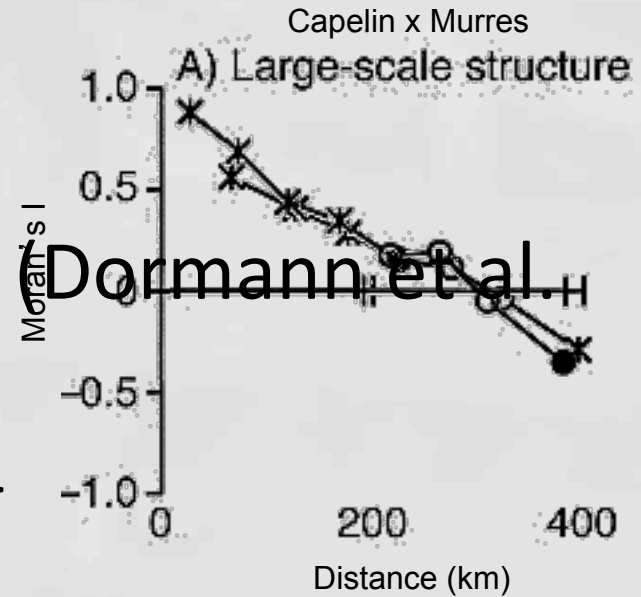 Capelin x Murres
A) Large-scale structure
1.0
0.5
0
−0.5
−1.0
Moran's I
(Dormann et al.
0 200 400
Distance (km)